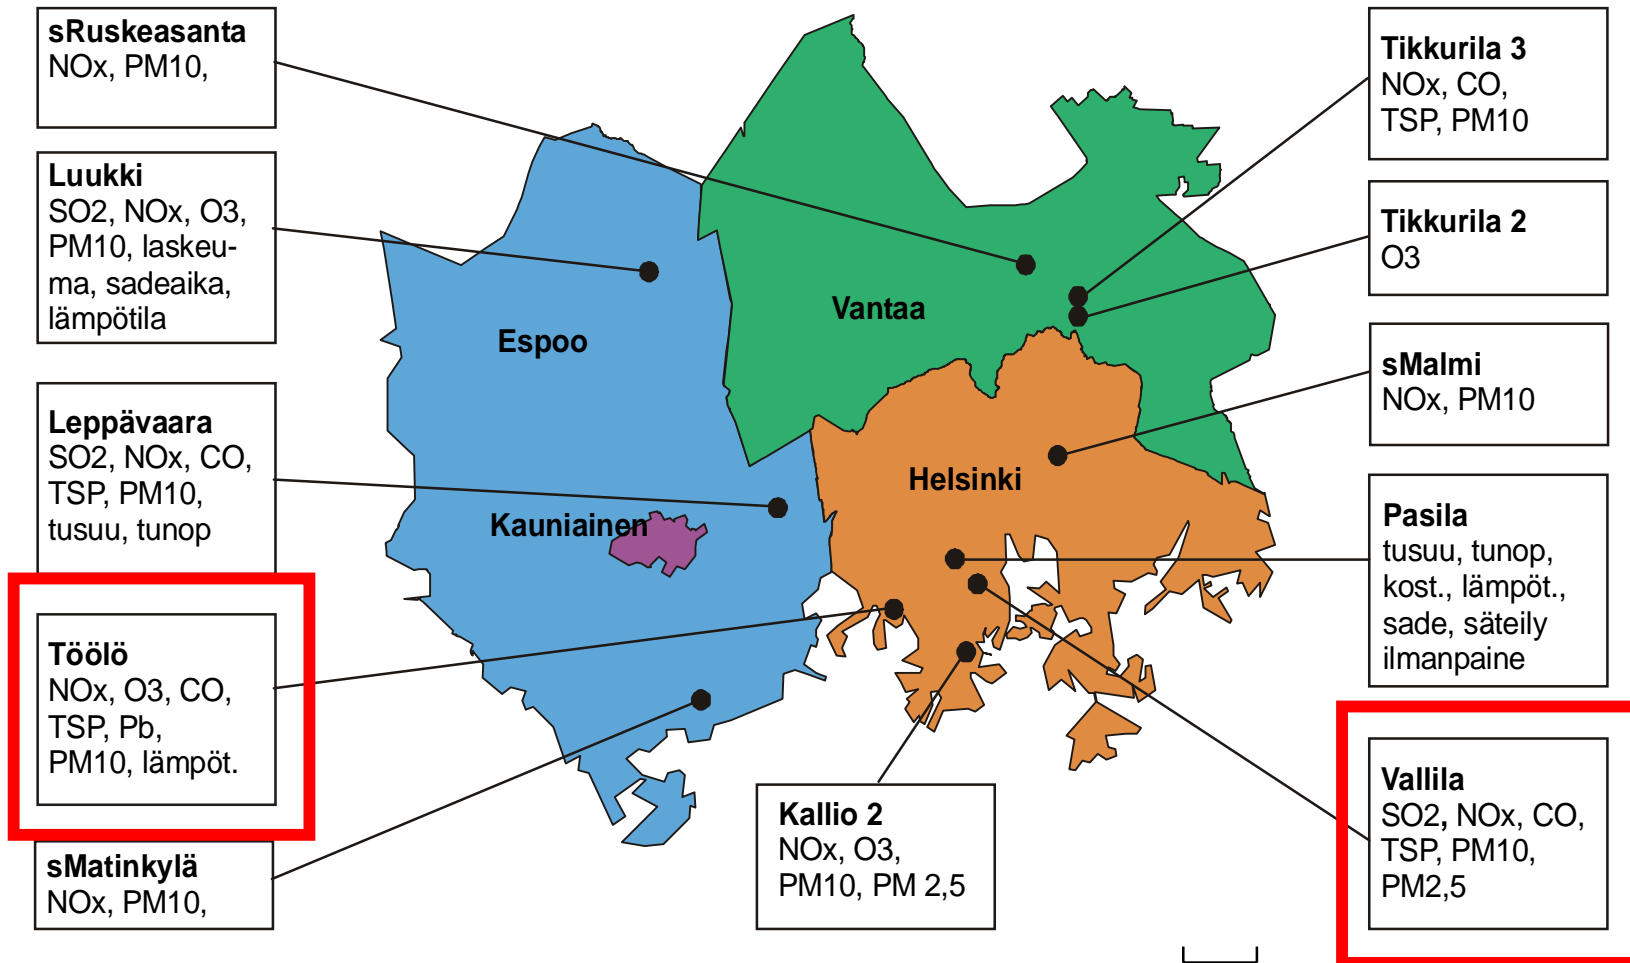 sRuskeasanta
NOx, PM10,
Luukki
SO2, NOx, O3,
PM10, laskeu-
ma, sadeaika,
lämpötila
Leppävaara
SO2, NOx, CO,
TSP, PM10,
tusuu, tunop
Töölö
NOx, O3, CO,
TSP, Pb,
PM10, lämpöt.
sMatinkylä
NOx, PM10,
Espoo
Vantaa
Kauniainen
Helsinki
Kallio 2
NOx, O3,
PM10, PM 2,5
Tikkurila 3
NOx, CO,
TSP, PM10
Tikkurila 2
O3
sMalmi
NOx, PM10
Pasila
tusuu, tunop,
kost., lämpöt.,
sade, säteily
ilmanpaine
Vallila
SO2, NOx, CO,
TSP, PM10,
PM2,5